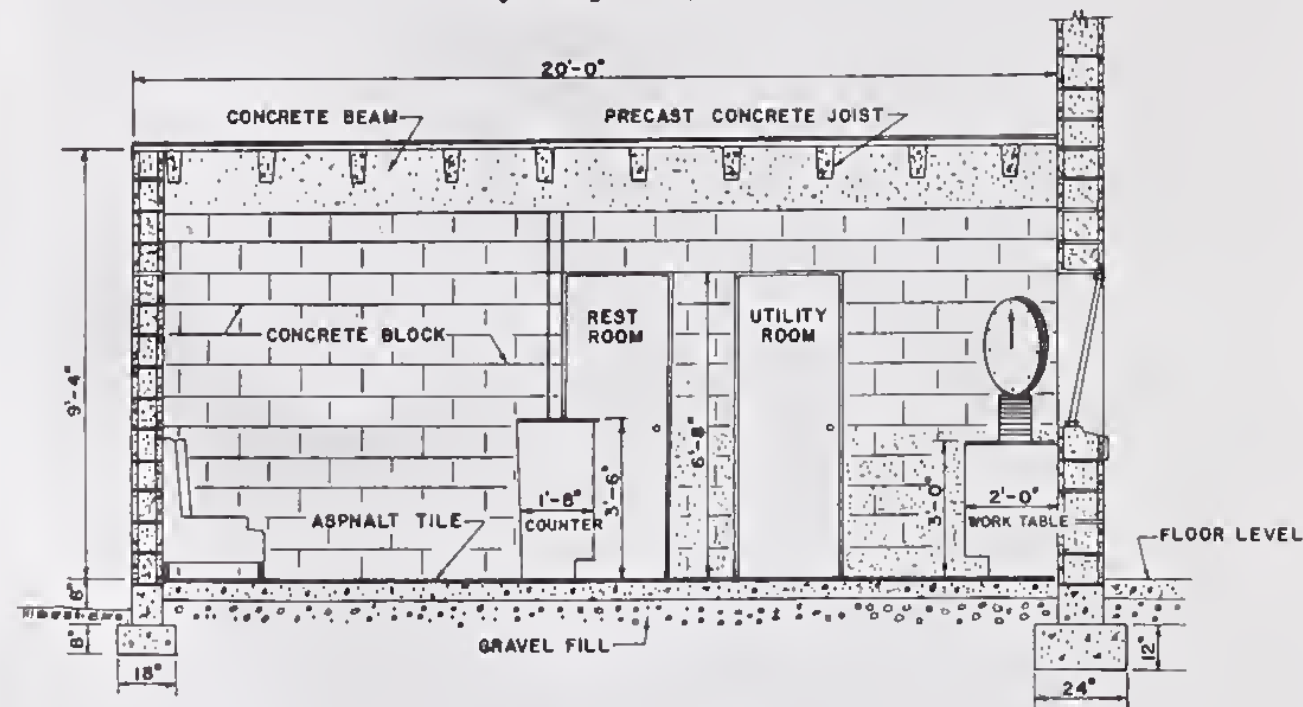 20'-0"
CONCRETE BEAM
PRECAST CONCRETE JOIST
9'-4"
REST
ROOM
UTILITY
ROOM
CONCRETE BLOCK
6'-8"
3'-6"
1'-8"
COUNTER
3'-0"
2'-0"
WORK TABLE
ASPNALT TILE
FLOOR LEVEL
8"
8"
GRAVEL FILL
18"
12"
24"